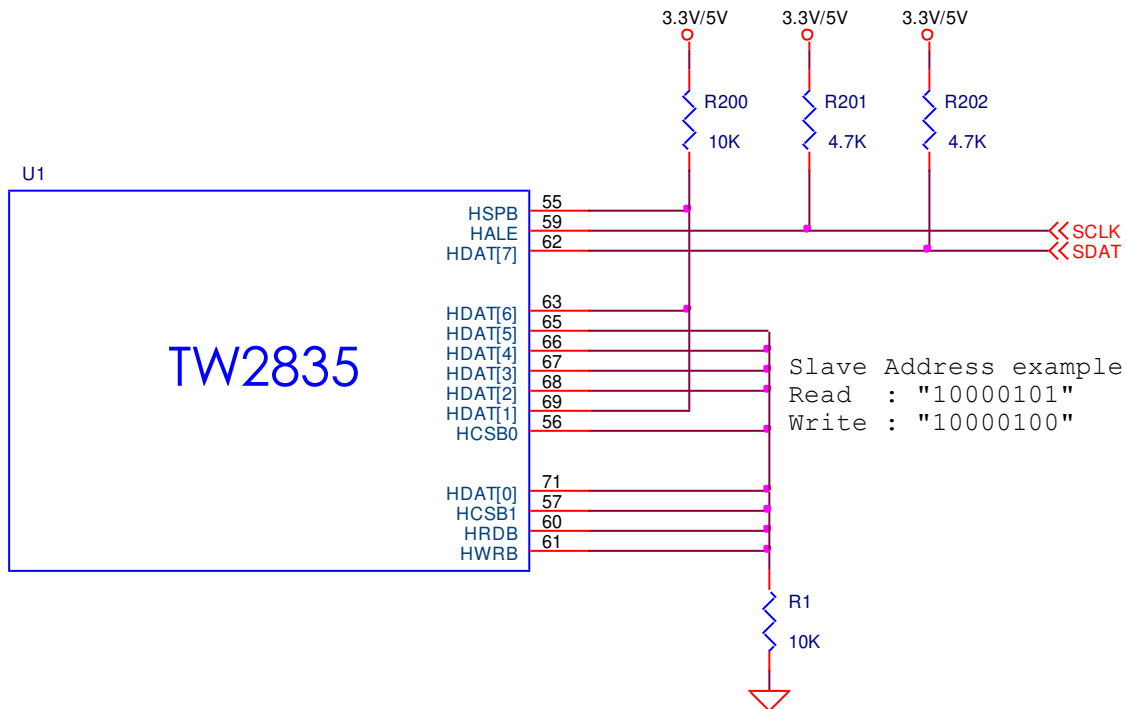 3.3V/5V 3.3V/5V 3.3V/5V
R200 R201 R202
10K 4.7K 4.7K
U1
HSPB 55
HALE 59 SCLK
HDAT[7] 62 SDAT
HDAT[6] 63
HDAT[5] 65
HDAT[4] 66
HDAT[3] 67
HDAT[2] 68
HDAT[1] 69
HCSB0 56
TW2835
Slave Address example
Read : "10000101"
Write : "10000100"
HDAT[0] 71
HCSB1 57
HRDB 60
HWRB 61
R1
10K